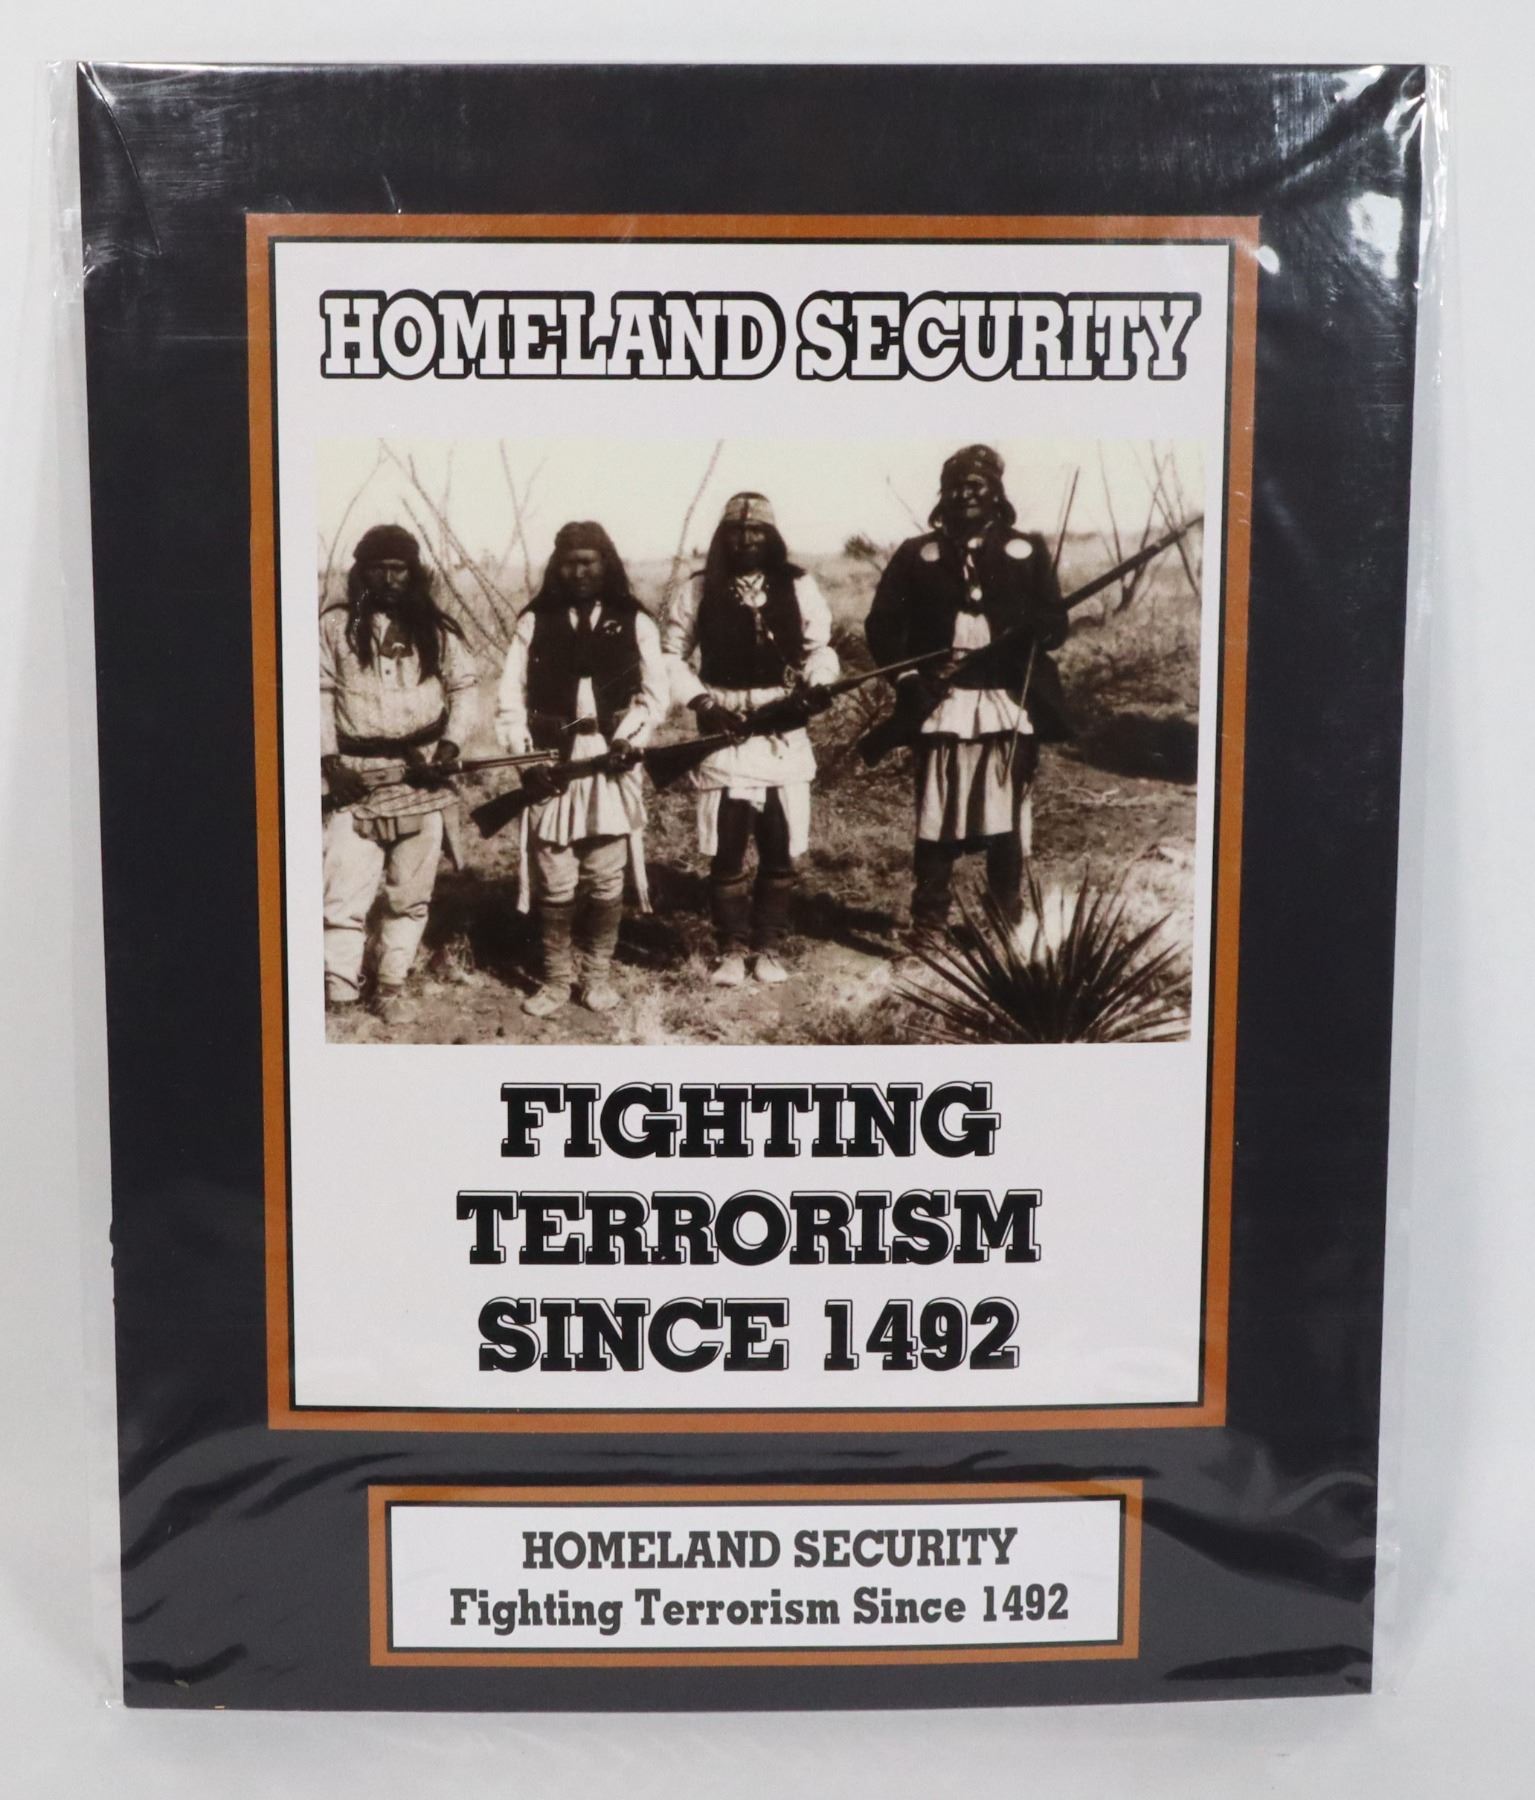 HOMELAND SECURITY
FIGHTING
TERRORISM
SINCE 1492
HOMELAND SECURITY
Fighting Terrorism Since 1492